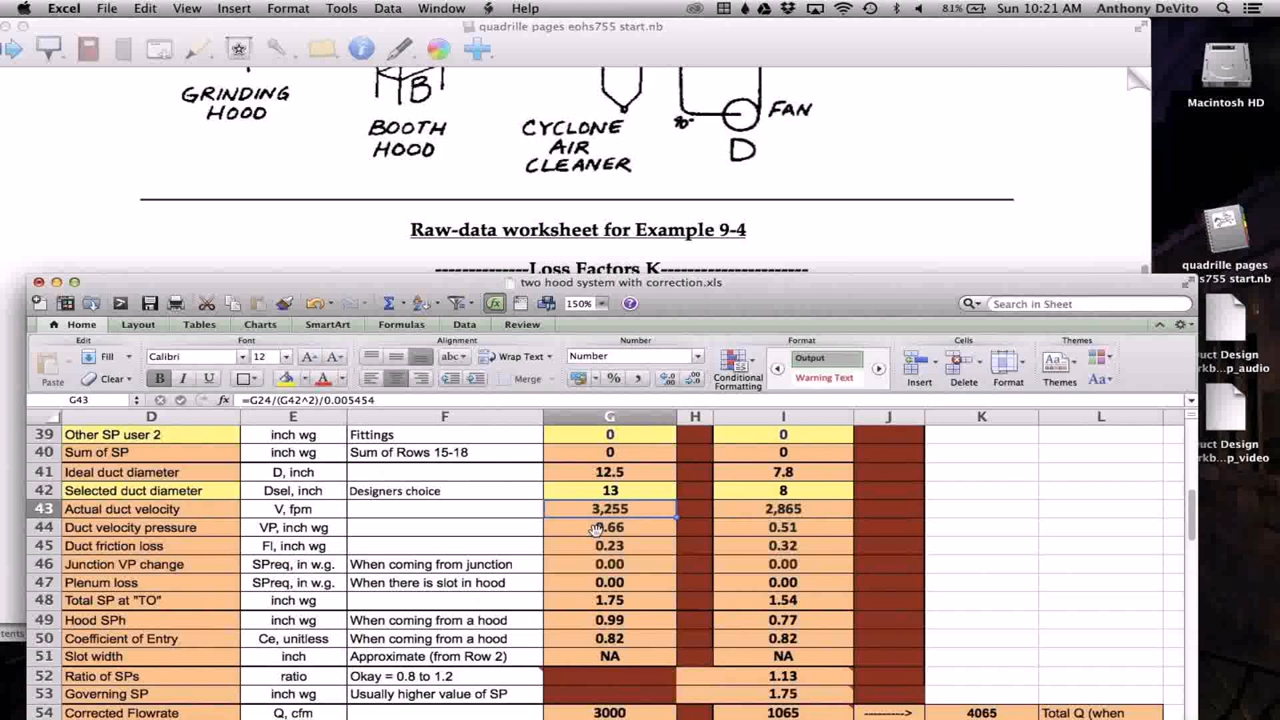 Excel File Edit View Insert Format Tools Data Window Help 81% Sun 10:21 AM Anthony DeVito
quadrille pages eohs755 start.nb
GRINDING HOOD
B
BOOTH HOOD
CYCLONE AIR CLEANER
90°
FAN
D
Macintosh HD
Raw-data worksheet for Example 9-4
--------------Loss Factors K----------------------
quadrille pages
hs755 start.nb
two hood system with correction.xls
150% Search in Sheet
Home Layout Tables Charts Formulas SmartArt Data Review
Edit Font Alignment Number Format Cells Themes
Fill Calibri 12 abc Wrap Text Number Output
Paste Clear B I U Merge % Conditional Formatting Warning Text Insert Delete Format Themes Aa
G43 fx =G24/(G42^2)/0.005454
D E F G H I J K L
39 Other SP user 2 inch wg Fittings 0 0
40 Sum of SP inch wg Sum of Rows 15-18 0 0
41 Ideal duct diameter D, inch 12.5 7.8
42 Selected duct diameter Dsel, inch Designers choice 13 8
43 Actual duct velocity V, fpm 3,255 2,865
44 Duct velocity pressure VP, inch wg 0.66 0.51
45 Duct friction loss Fl, inch wg 0.23 0.32
46 Junction VP change SPreq, in w.g. When coming from junction 0.00 0.00
47 Plenum loss SPreq, in w.g. When there is slot in hood 0.00 0.00
48 Total SP at "TO" inch wg 1.75 1.54
49 Hood SPh inch wg When coming from a hood 0.99 0.77
50 Coefficient of Entry Ce, unitless When coming from a hood 0.82 0.82
51 Slot width inch Approximate (from Row 2) NA NA
52 Ratio of SPs ratio Okay = 0.8 to 1.2 1.13
53 Governing SP inch wg Usually higher value of SP 1.75
54 Corrected Flowrate Q, cfm 3000 1065 ---------> 4065 Total Q (when
uct Design
rkb...p_audio
uct Design
rkb...p_video